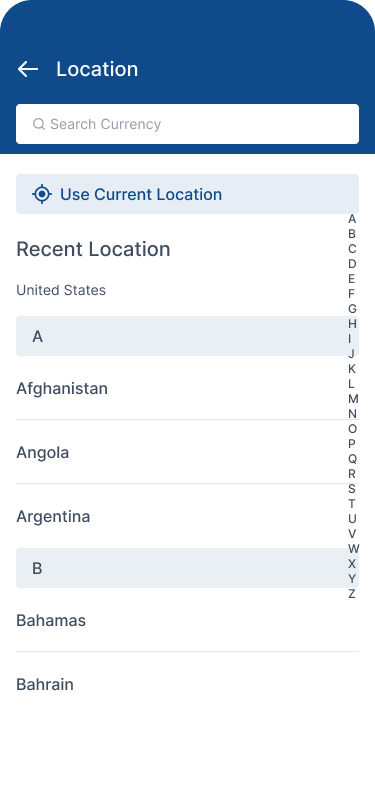 Location
Search Currency
Use Current Location
Recent Location
United States
A
Afghanistan
Angola
Argentina
B
Bahamas
Bahrain
A
B
C
D
E
F
G
H
I
J
K
L
M
N
O
P
Q
R
S
T
U
V
W
X
Y
Z